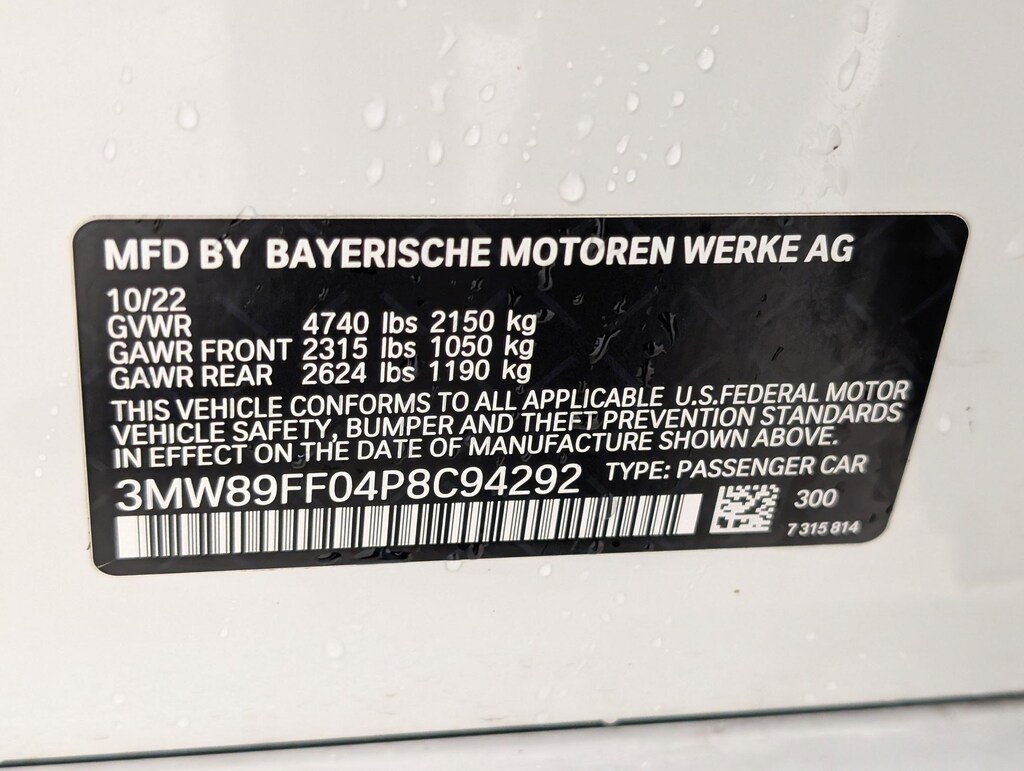 MFD BY BAYERISCHE MOTOREN WERKE AG
10/22
GVWR 4740 lbs 2150 kg
GAWR FRONT 2315 lbs 1050 kg
GAWR REAR 2624 lbs 1190 kg
THIS VEHICLE CONFORMS TO ALL APPLICABLE U.S.FEDERAL MOTOR
VEHICLE SAFETY, BUMPER AND THEFT PREVENTION STANDARDS
IN EFFECT ON THE DATE OF MANUFACTURE SHOWN ABOVE.
3MW89FF04P8C94292 TYPE: PASSENGER CAR
300
7 315 814